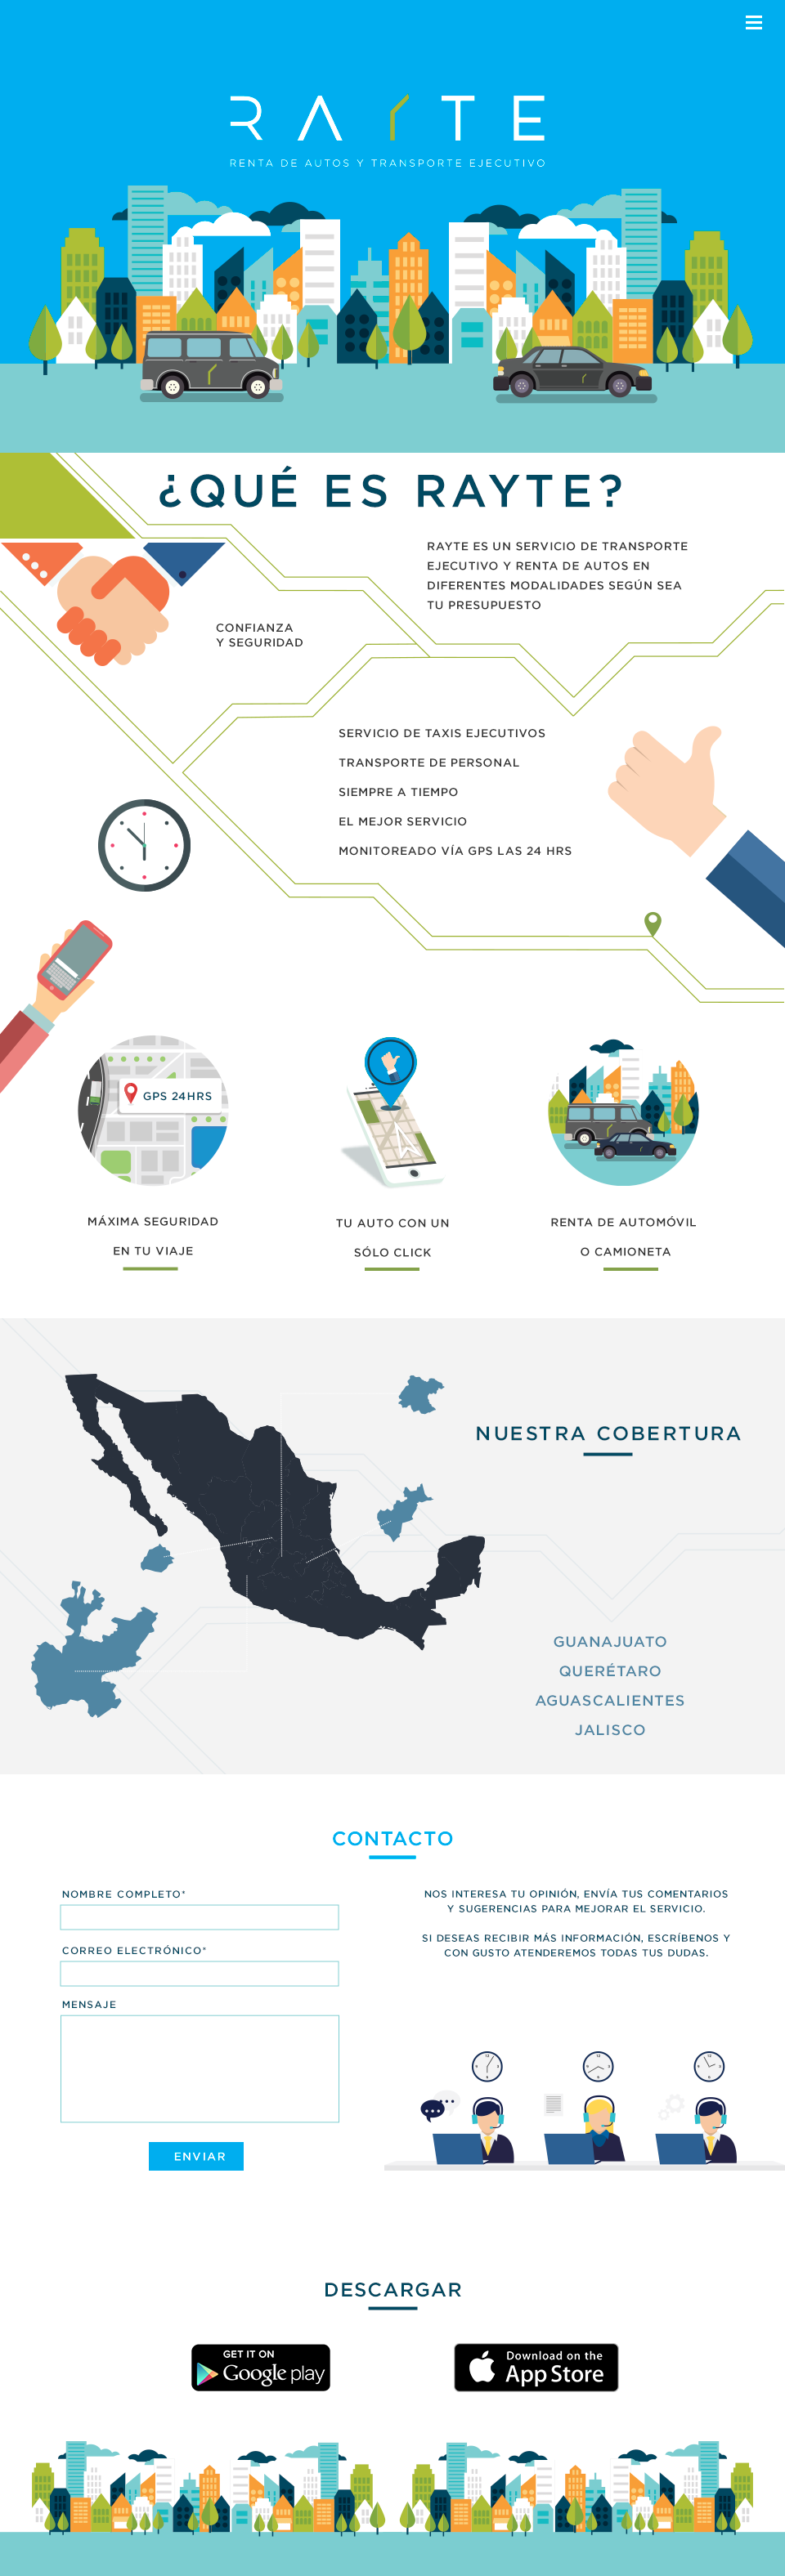 RAYTE
RENTA DE AUTOS Y TRANSPORTE EJECUTIVO
¿QUÉ ES RAYTE?
RAYTE ES UN SERVICIO DE TRANSPORTE
EJECUTIVO Y RENTA DE AUTOS EN
DIFERENTES MODALIDADES SEGÚN SEA
TU PRESUPUESTO
CONFIANZA
Y SEGURIDAD
SERVICIO DE TAXIS EJECUTIVOS
TRANSPORTE DE PERSONAL
SIEMPRE A TIEMPO
EL MEJOR SERVICIO
MONITOREADO VÍA GPS LAS 24 HRS
GPS 24HRS
MÁXIMA SEGURIDAD
EN TU VIAJE
TU AUTO CON UN
SÓLO CLICK
RENTA DE AUTOMÓVIL
O CAMIONETA
NUESTRA COBERTURA
GUANAJUATO
QUERÉTARO
AGUASCALIENTES
JALISCO
CONTACTO
NOMBRE COMPLETO*
CORREO ELECTRÓNICO*
MENSAJE
ENVIAR
NOS INTERESA TU OPINIÓN, ENVÍA TUS COMENTARIOS
Y SUGERENCIAS PARA MEJORAR EL SERVICIO.
SI DESEAS RECIBIR MÁS INFORMACIÓN, ESCRÍBENOS Y
CON GUSTO ATENDEREMOS TODAS TUS DUDAS.
DESCARGAR
GET IT ON
Google play
Download on the
App Store